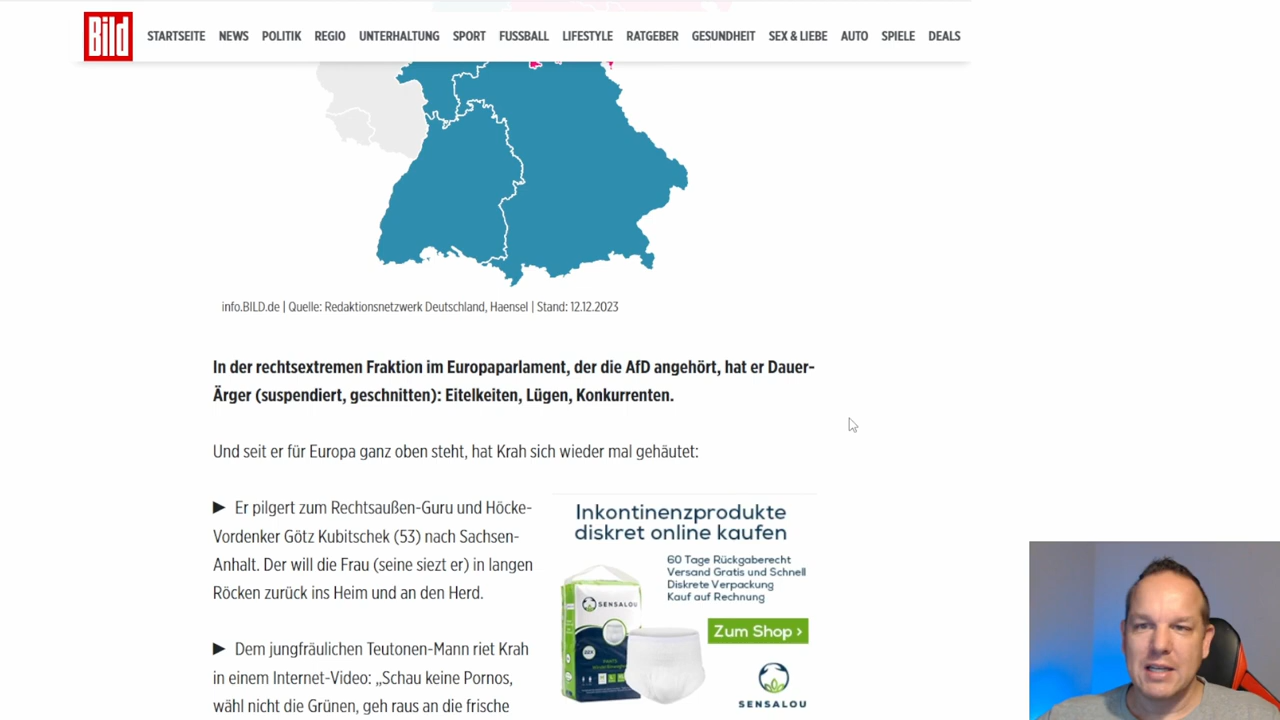 Bild
STARTSEITE NEWS POLITIK REGIO UNTERHALTUNG SPORT FUSSBALL LIFESTYLE RATGEBER GESUNDHEIT SEX & LIEBE AUTO SPIELE DEALS
info.BILD.de | Quelle: Redaktionsnetzwerk Deutschland, Haensel | Stand: 12.12.2023
In der rechtsextremen Fraktion im Europaparlament, der die AfD angehört, hat er Dauer-
Ärger (suspendiert, geschnitten): Eitelkeiten, Lügen, Konkurrenten.
Und seit er für Europa ganz oben steht, hat Krah sich wieder mal gehäutet:
► Er pilgert zum Rechtsaußen-Guru und Höcke-
Vordenker Götz Kubitschek (53) nach Sachsen-
Anhalt. Der will die Frau (seine siezt er) in langen
Röcken zurück ins Heim und an den Herd.
► Dem jungfräulichen Teutonen-Mann riet Krah
in einem Internet-Video: „Schau keine Pornos,
wähl nicht die Grünen, geh raus an die frische
Inkontinenzprodukte
diskret online kaufen
60 Tage Rückgaberecht
Versand Gratis und Schnell
Diskrete Verpackung
Kauf auf Rechnung
Zum Shop >
SENSALOU
SENSALOU